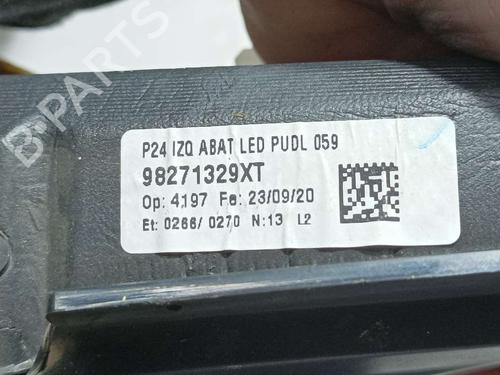 B-PARTS
P24 IZQ ABAT LED PUDL 059
98271329XT
Op: 4197 Fe: 23/09/20
Et: 0266/ 0270 N:13 L2